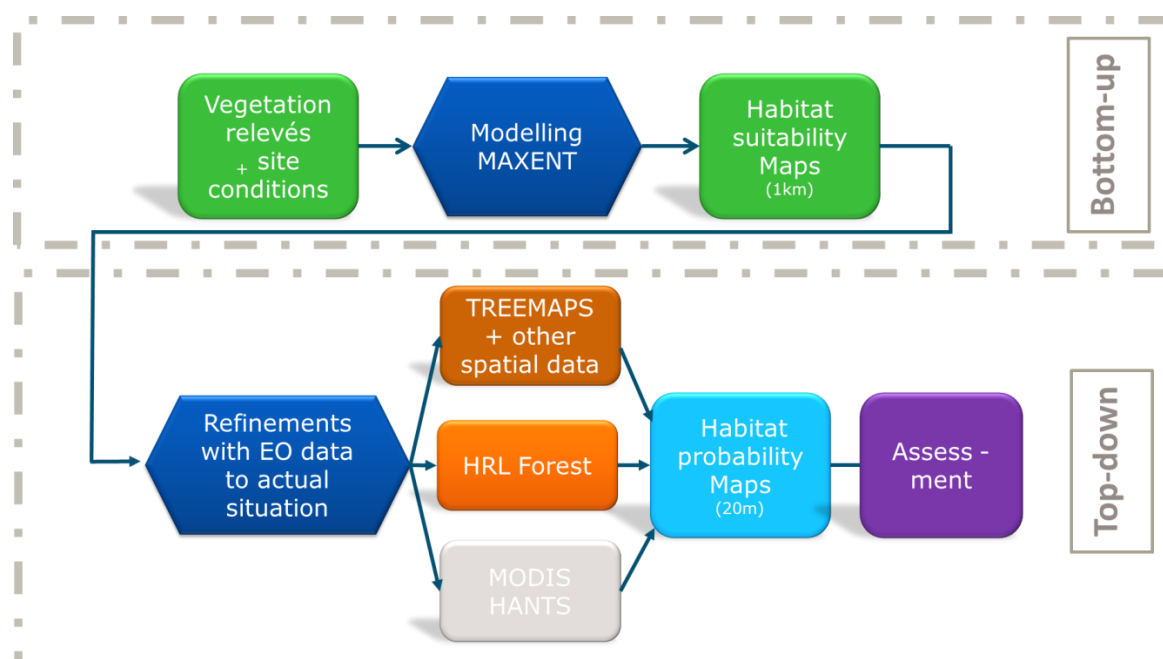 Vegetation
relevés
+ site
conditions
Modelling
MAXENT
Habitat
suitability
Maps
(1km)
Bottom-up
Refinements
with EO data
to actual
situation
TREEMAPS
+ other
spatial data
HRL Forest
MODIS
HANTS
Habitat
probability
Maps
(20m)
Assess -
ment
Top-down